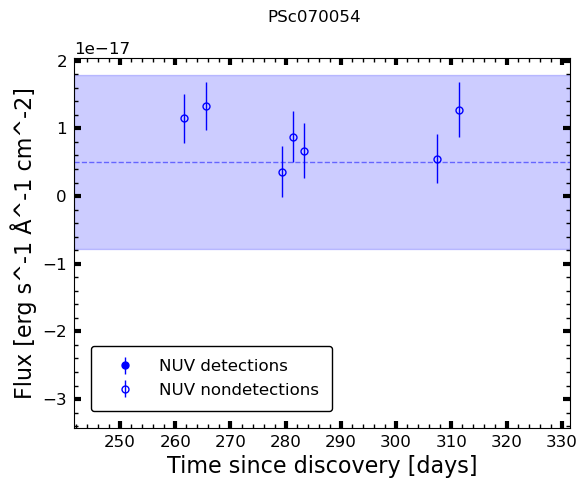 PSc070054
1e−17
2
1
0
−1
−2
−3
Flux [erg s^-1 Å^-1 cm^-2]
NUV detections
NUV nondetections
250 260 270 280 290 300 310 320 330
Time since discovery [days]